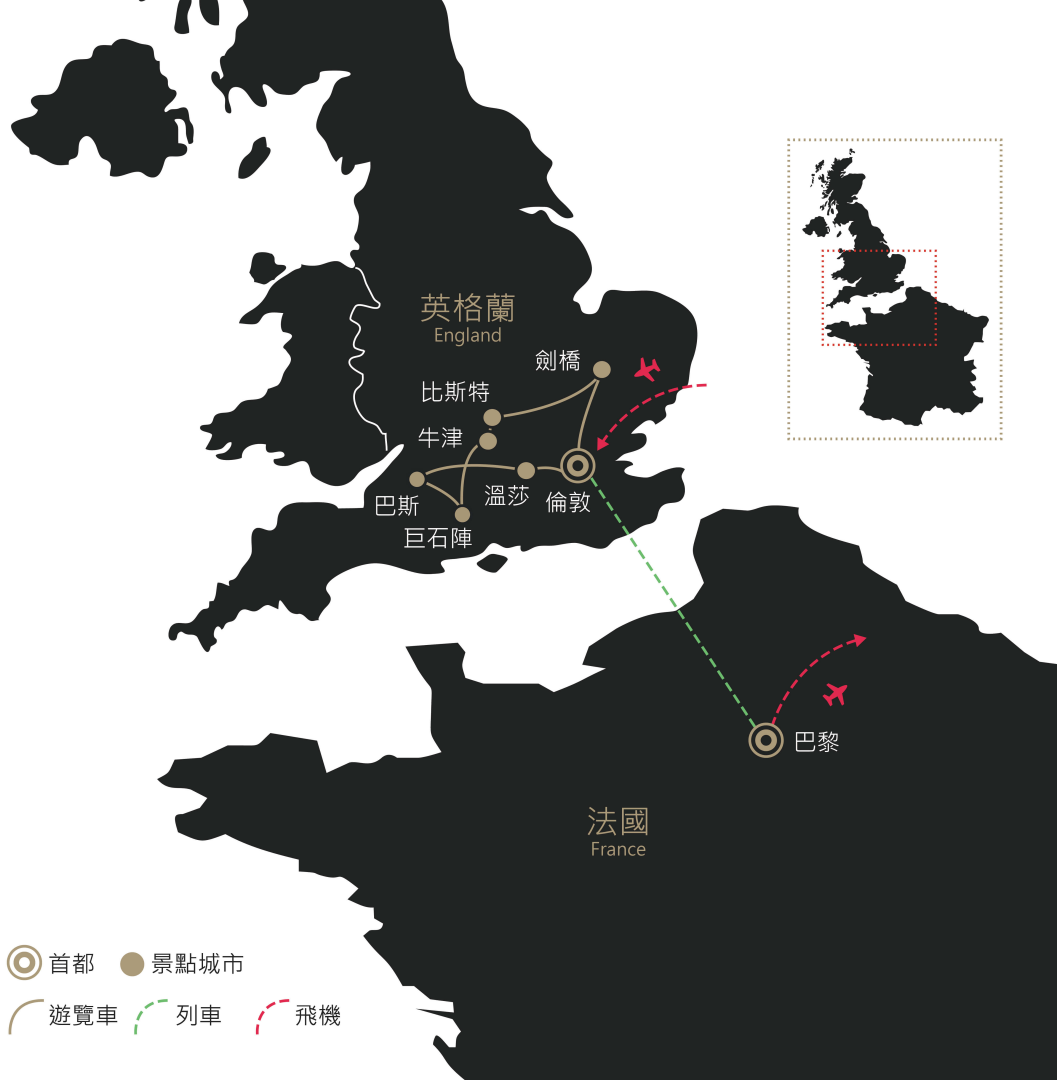 英格蘭
England
劍橋
比斯特
牛津
溫莎
倫敦
巴斯
巨石陣
巴黎
法國
France
首都
景點城市
遊覽車
列車
飛機